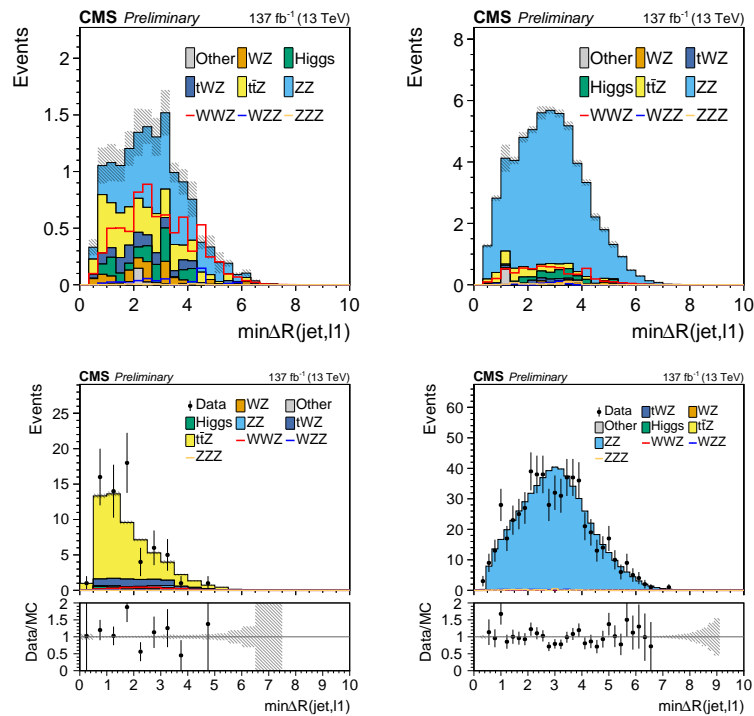 CMS Preliminary 137 fb⁻¹ (13 TeV)
Events
2
1.5
1
0.5
0
Other WZ Higgs
tWZ tt̄Z ZZ
WWZ WZZ ZZZ
0 2 4 6 8 10
minΔR(jet,l1)
CMS Preliminary 137 fb⁻¹ (13 TeV)
Events
8
6
4
2
0
Other WZ tWZ
Higgs tt̄Z ZZ
WWZ WZZ ZZZ
0 2 4 6 8 10
minΔR(jet,l1)
CMS Preliminary 137 fb⁻¹ (13 TeV)
Events
25
20
15
10
5
0
Data WZ Other
Higgs ZZ tWZ
tt̄Z WWZ WZZ
ZZZ
Data/MC
2
1.5
1
0.5
0
0 1 2 3 4 5 6 7 8 9 10
minΔR(jet,l1)
CMS Preliminary 137 fb⁻¹ (13 TeV)
Events
60
50
40
30
20
10
0
Data tWZ WZ
Other Higgs tt̄Z
ZZ WWZ WZZ
ZZZ
Data/MC
2
1.5
1
0.5
0
0 1 2 3 4 5 6 7 8 9 10
minΔR(jet,l1)